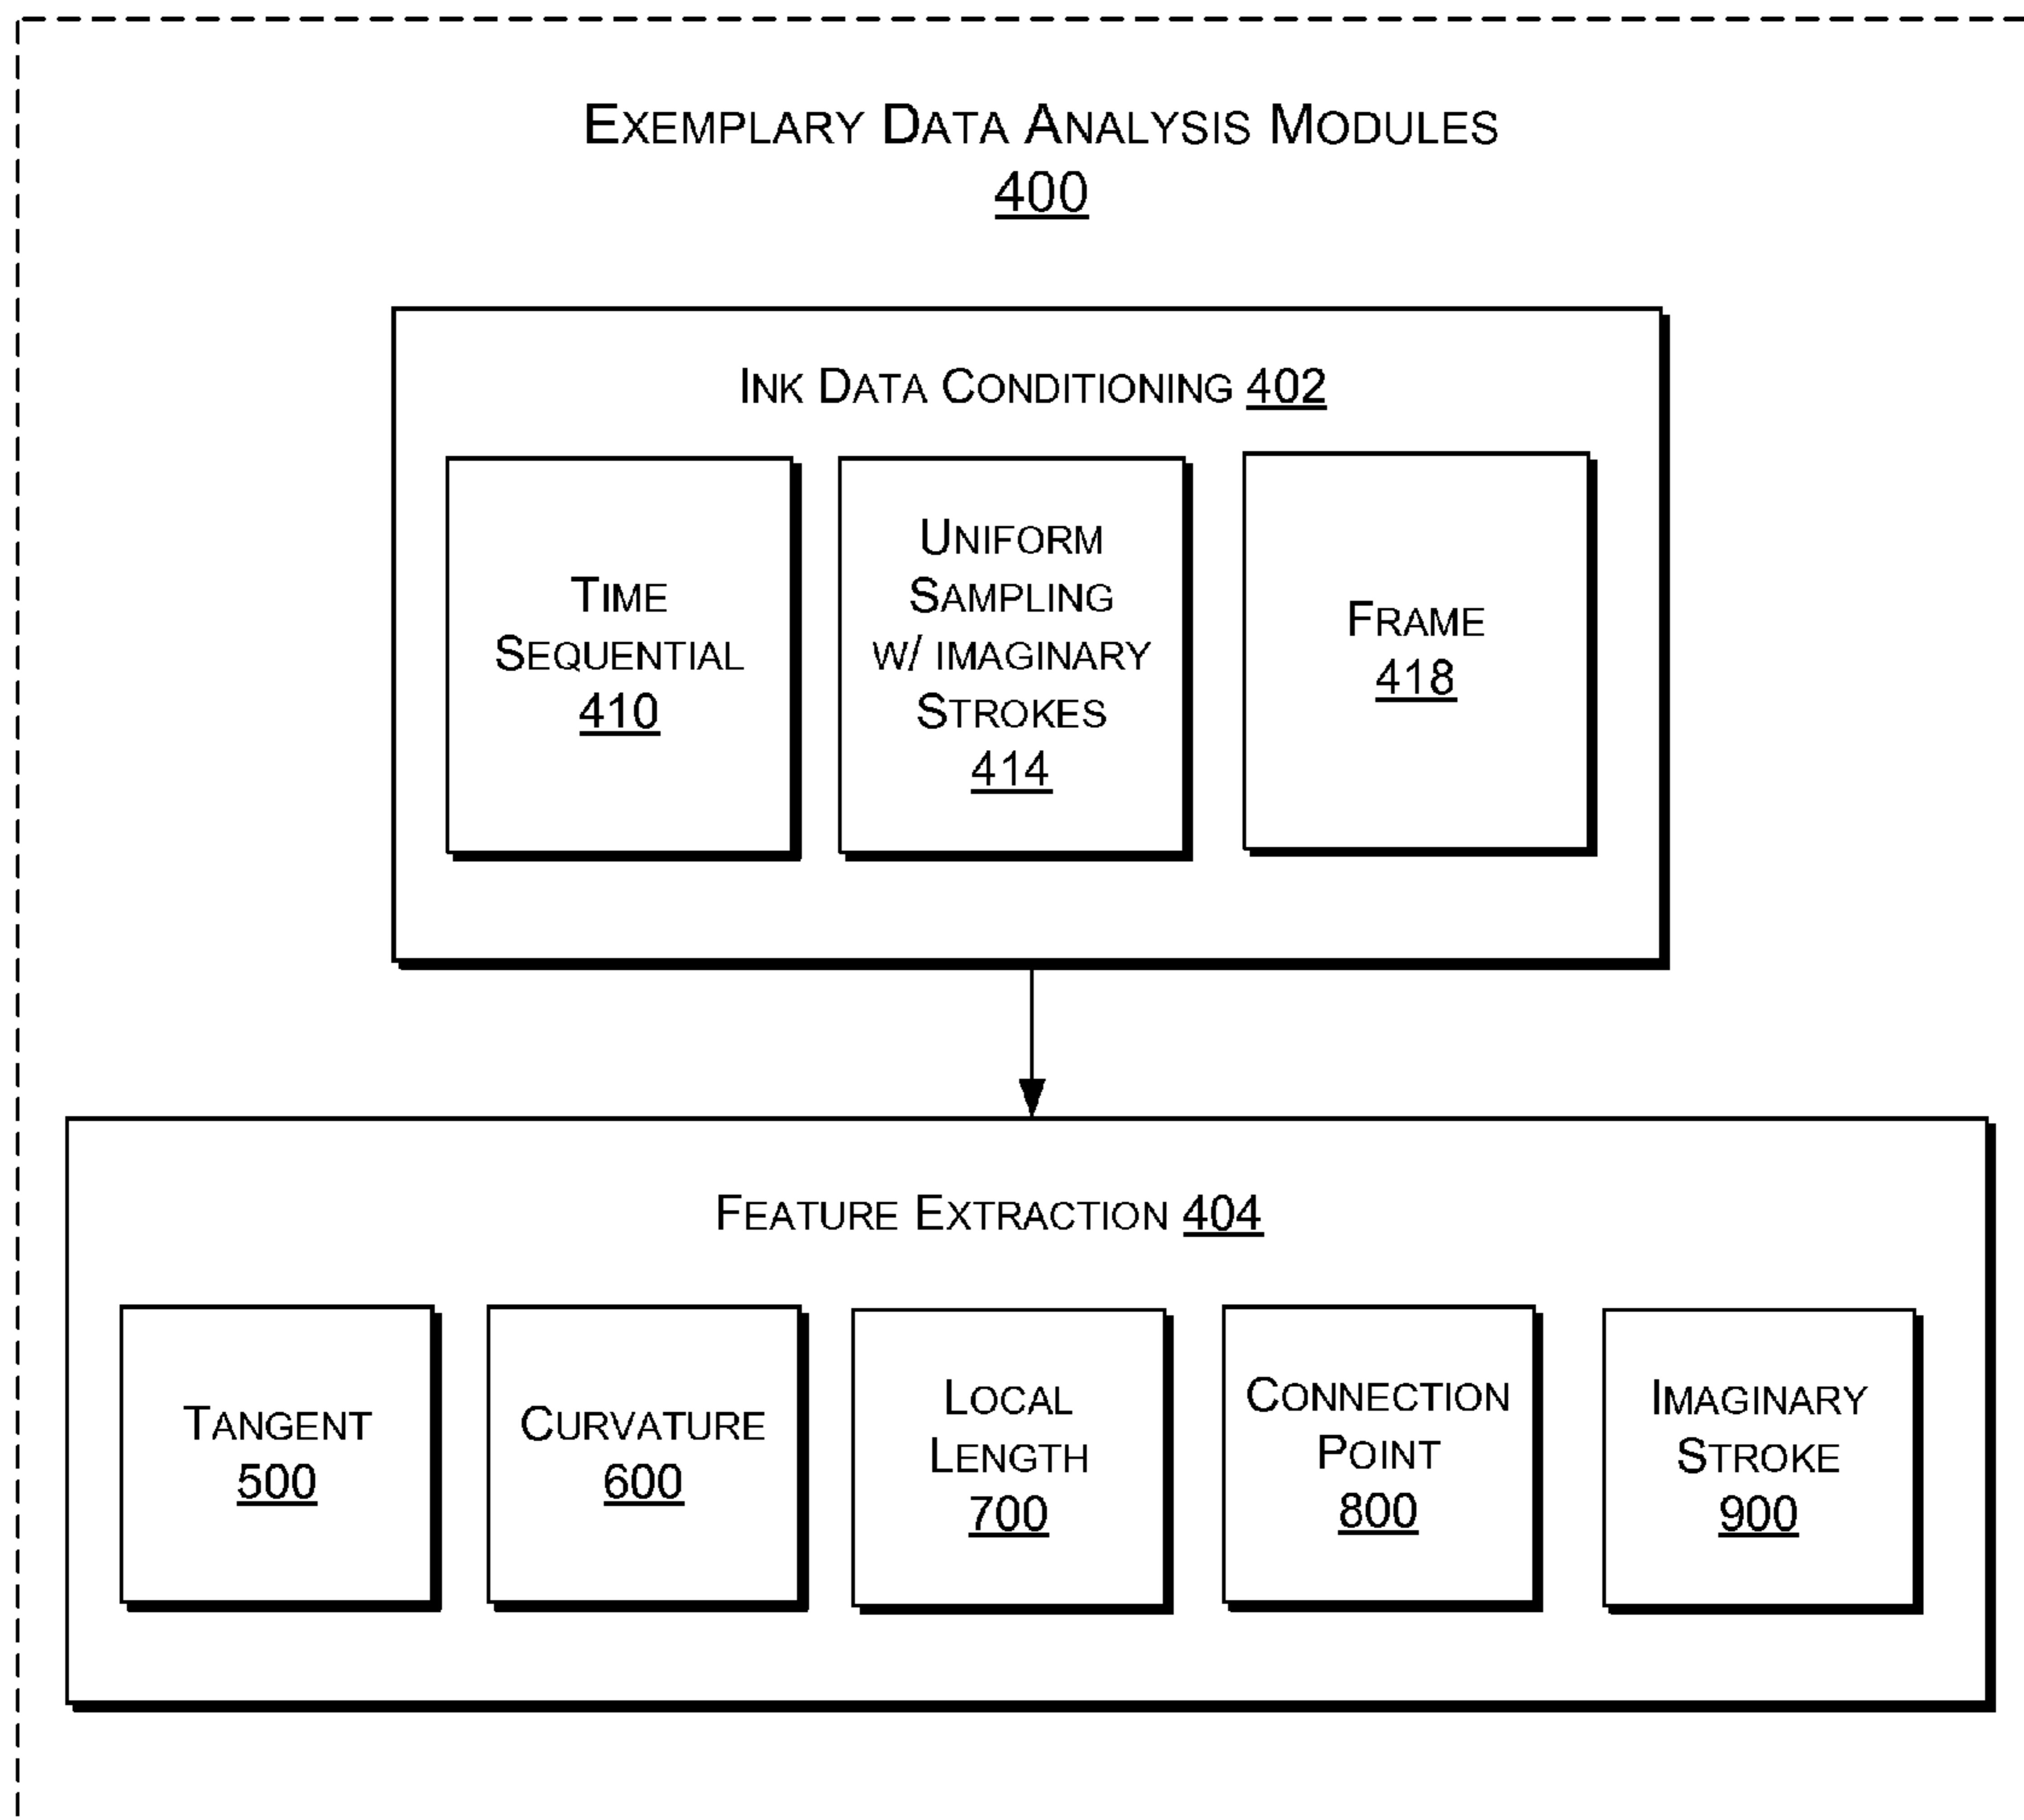 EXEMPLARY DATA ANALYSIS MODULES
400
INK DATA CONDITIONING 402
TIME
SEQUENTIAL
410
UNIFORM
SAMPLING
W/ IMAGINARY
STROKES
414
FRAME
418
FEATURE EXTRACTION 404
TANGENT
500
CURVATURE
600
LOCAL
LENGTH
700
CONNECTION
POINT
800
IMAGINARY
STROKE
900